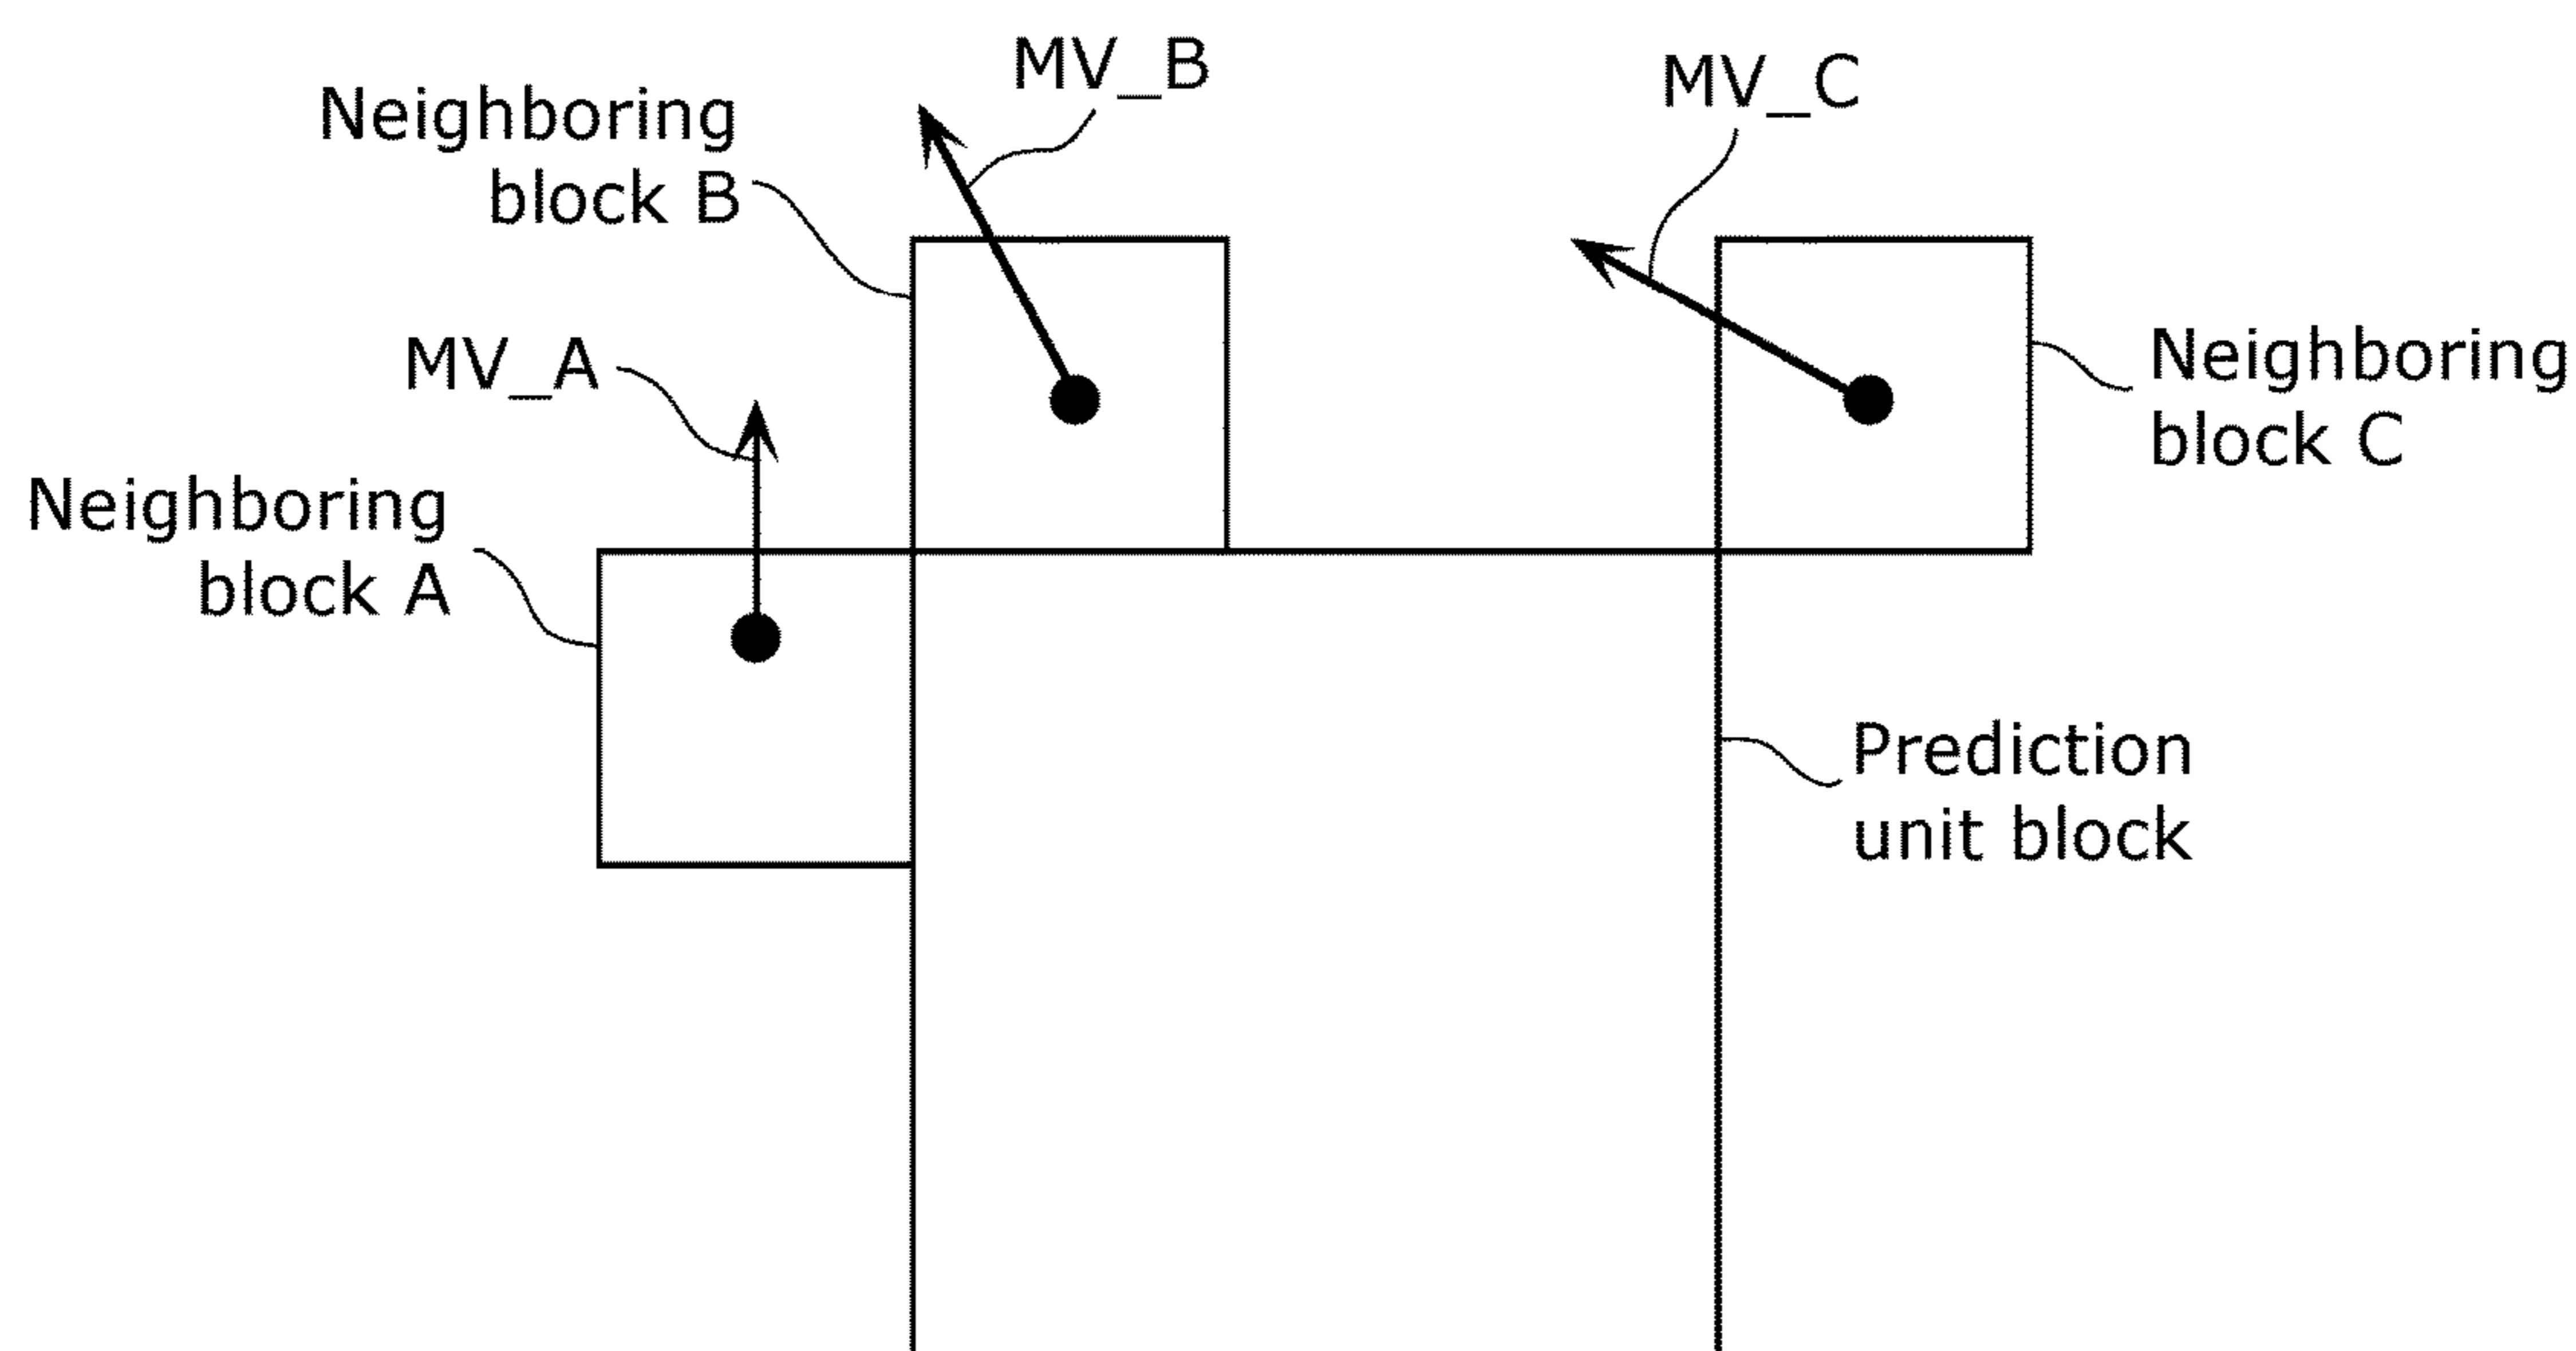 MV_B
MV_C
Neighboring
block B
MV_A
Neighboring
block C
Neighboring
block A
Prediction
unit block